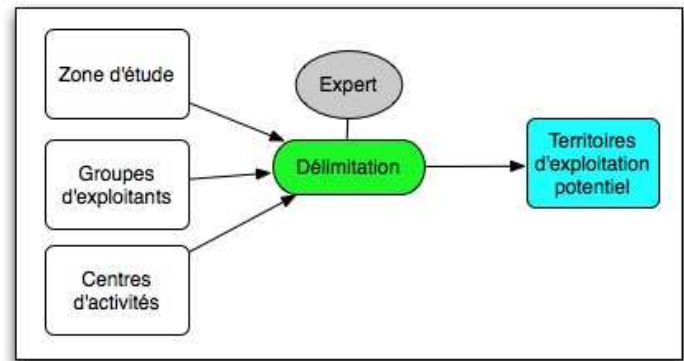 Zone d'étude
Expert
Groupes
d'exploitants
Délimitation
Territoires
d'exploitation
potentiel
Centres
d'activités